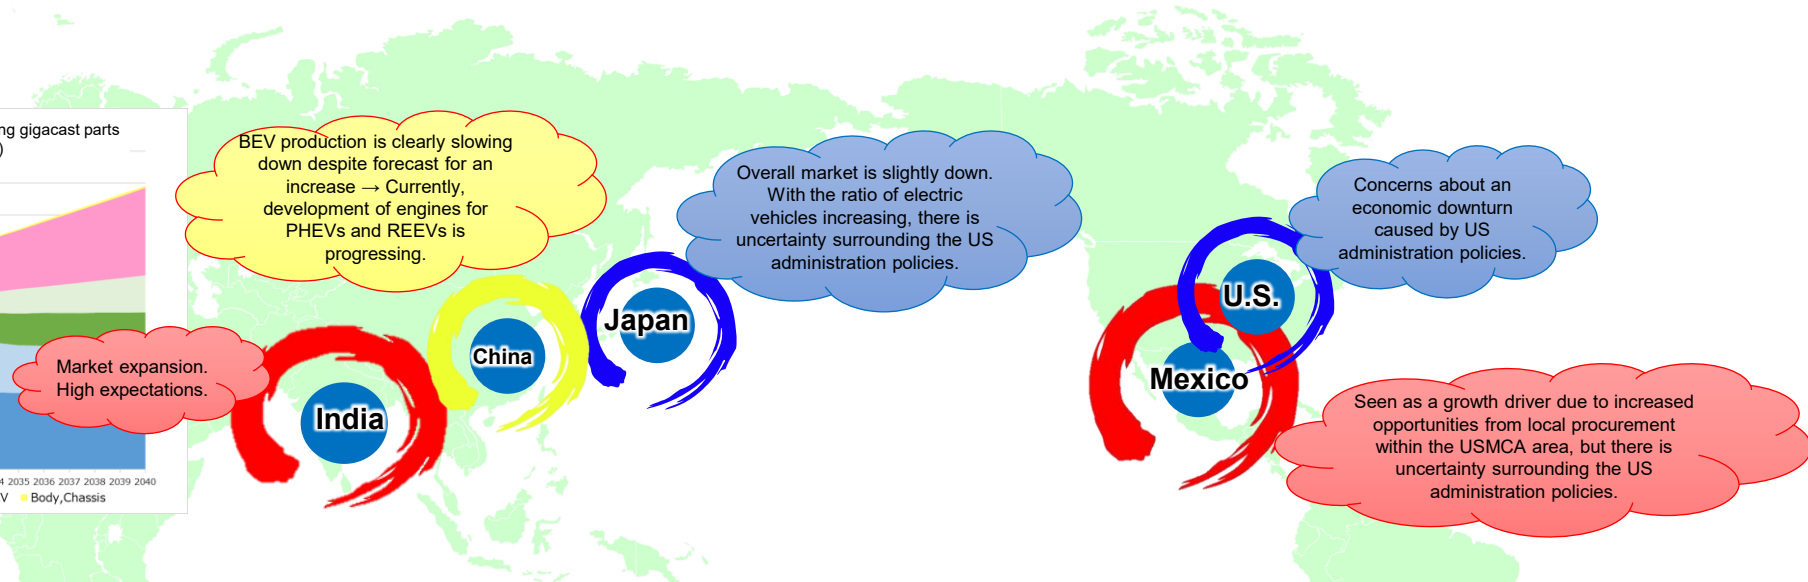 ng gigacast parts
)
BEV production is clearly slowing
down despite forecast for an
increase → Currently,
development of engines for
PHEVs and REEVs is
progressing.
Overall market is slightly down.
With the ratio of electric
vehicles increasing, there is
uncertainty surrounding the US
administration policies.
Concerns about an
economic downturn
caused by US
administration policies.
Market expansion.
High expectations.
India
China
Japan
U.S.
Mexico
Seen as a growth driver due to increased
opportunities from local procurement
within the USMCA area, but there is
uncertainty surrounding the US
administration policies.
4 2035 2036 2037 2038 2039 2040
V Body,Chassis